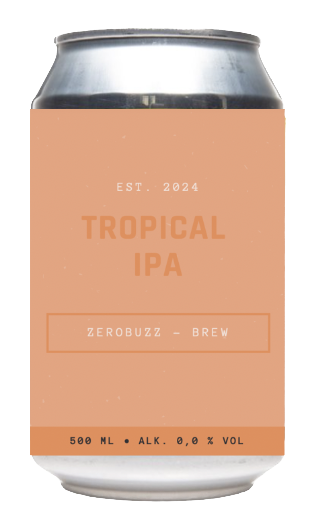 EST. 2024
TROPICAL
IPA
ZEROBUZZ – BREW
500 ML • ALK. 0,0 % VOL